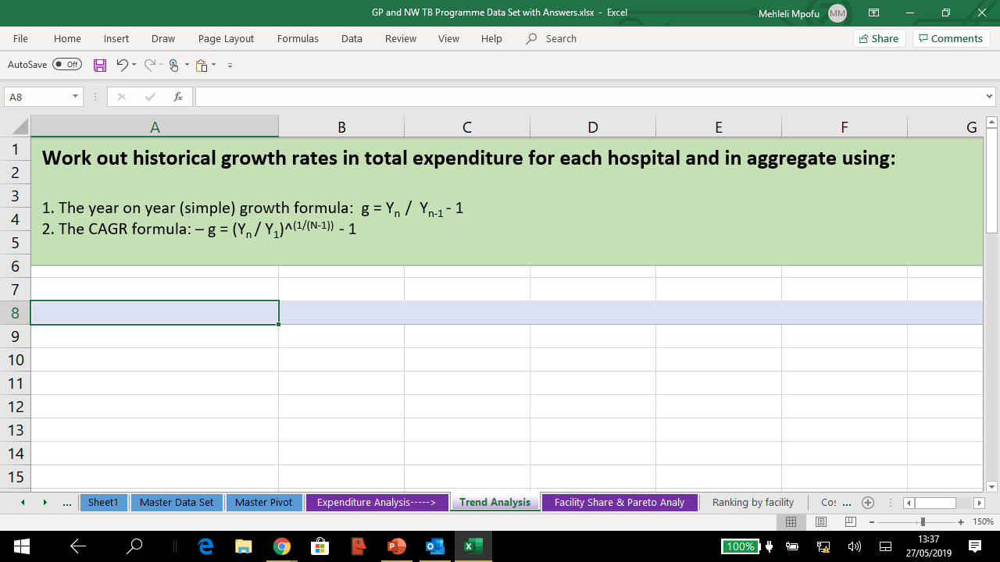 GP and NW TB Programme Data Set with Answers.xlsx - Excel
Mehleli Mpofu MM
File Home Insert Draw Page Layout Formulas Data Review View Help Search Share Comments
AutoSave Off
A8 fx
A B C D E F G
1
2
3
4
5
6
7
8
9
10
11
12
13
14
15
Work out historical growth rates in total expenditure for each hospital and in aggregate using:
1. The year on year (simple) growth formula: g = Yn / Yn-1 - 1
2. The CAGR formula: – g = (Yn / Y1)^(1/(N-1)) - 1
... Sheet1 Master Data Set Master Pivot Expenditure Analysis-----> Trend Analysis Facility Share & Pareto Analy Ranking by facility Cos ...
150%
100% 13:37
27/05/2019